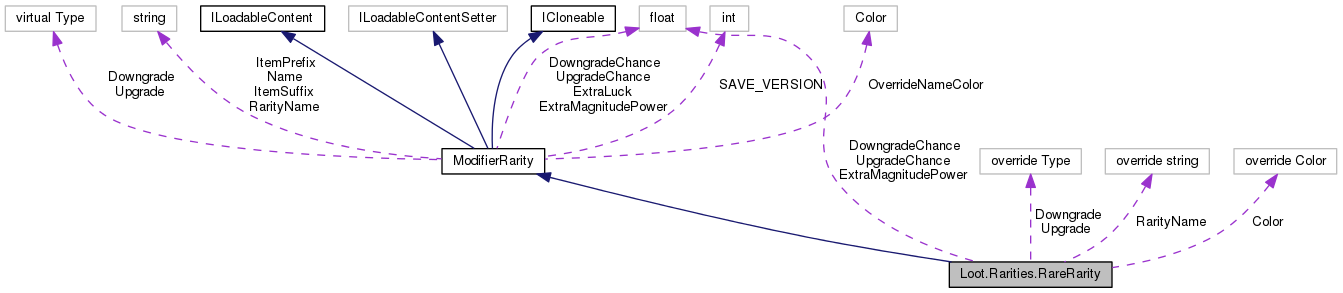 virtual Type
string
ILoadableContent
ILoadableContentSetter
ICloneable
float
int
Color
Downgrade
Upgrade
ItemPrefix
Name
ItemSuffix
RarityName
DowngradeChance
UpgradeChance
ExtraLuck
ExtraMagnitudePower
SAVE_VERSION
OverrideNameColor
ModifierRarity
DowngradeChance
UpgradeChance
ExtraMagnitudePower
override Type
override string
override Color
Downgrade
Upgrade
RarityName
Color
Loot.Rarities.RareRarity